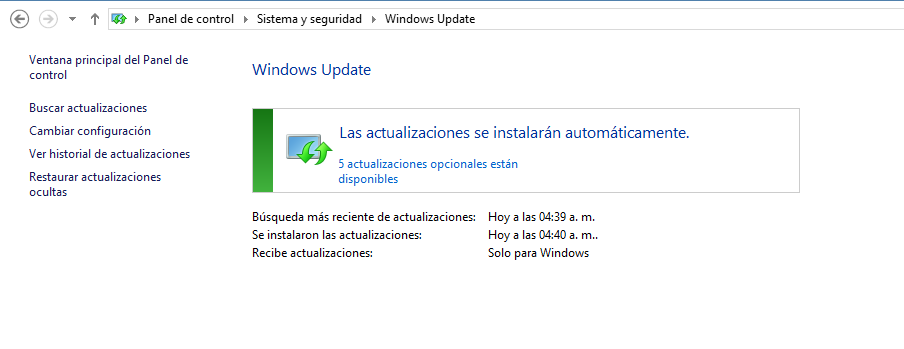 Panel de control Sistema y seguridad Windows Update
Ventana principal del Panel de
control
Buscar actualizaciones
Cambiar configuración
Ver historial de actualizaciones
Restaurar actualizaciones
ocultas
Windows Update
Las actualizaciones se instalarán automáticamente.
5 actualizaciones opcionales están
disponibles
Búsqueda más reciente de actualizaciones: Hoy a las 04:39 a. m.
Se instalaron las actualizaciones: Hoy a las 04:40 a. m..
Recibe actualizaciones: Solo para Windows